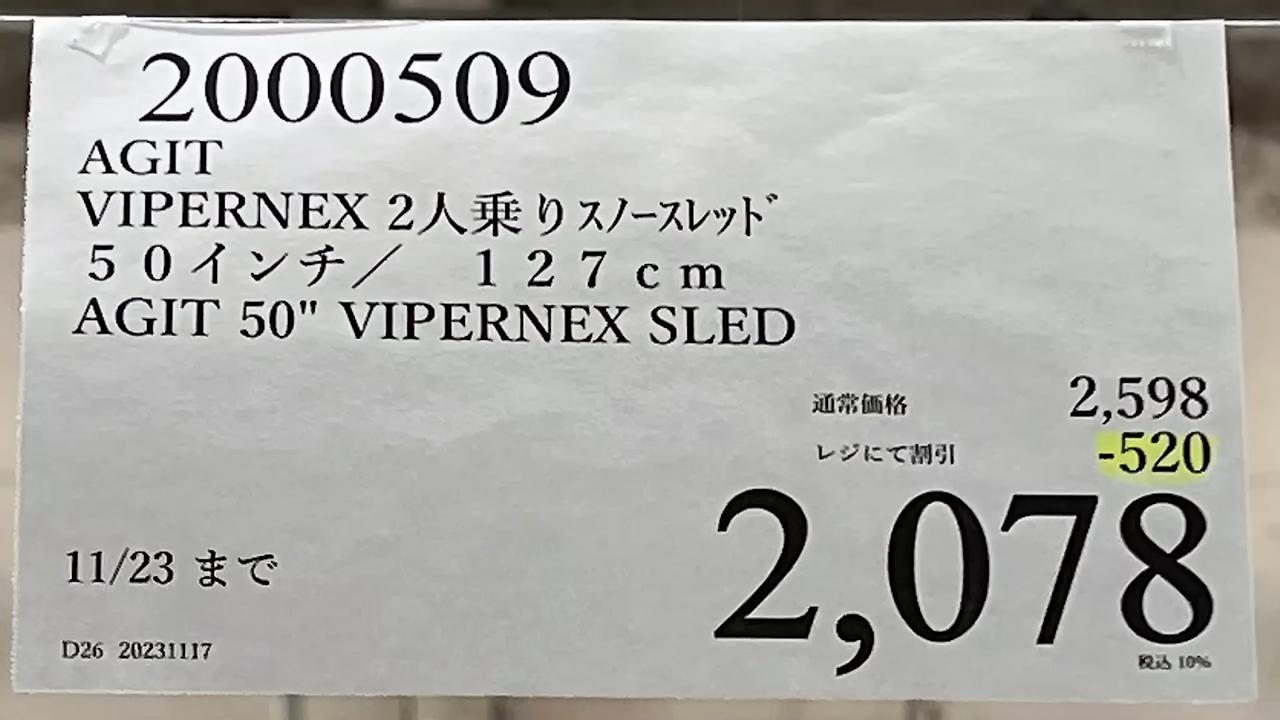 2000509
AGIT
VIPERNEX 2人乗りｽﾉｰｽﾚｯﾄﾞ
５０インチ／　１２７ｃｍ
AGIT 50" VIPERNEX SLED
通常価格 2,598
レジにて割引 -520
2,078
11/23 まで
税込 10%
D26 20231117